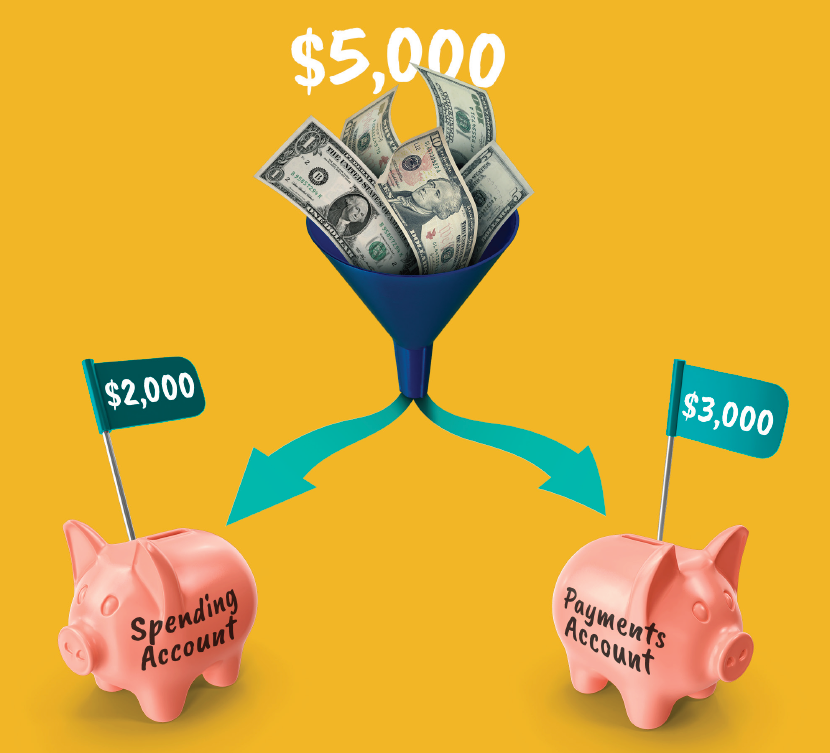 $5,000
$2,000
$3,000
Spending
Account
Payments
Account